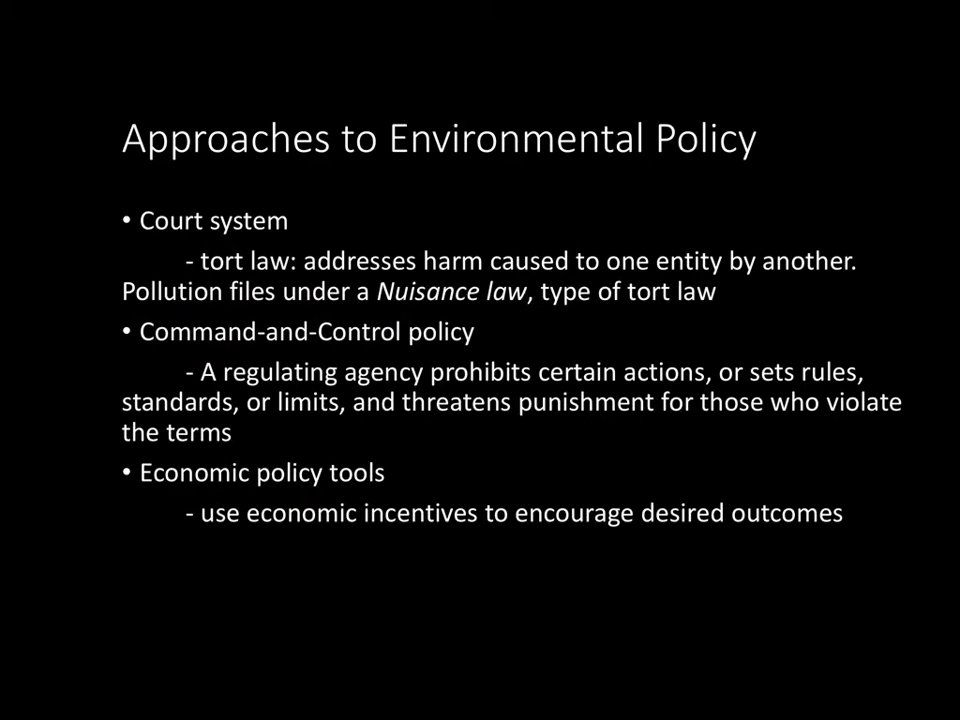 Approaches to Environmental Policy
• Court system
- tort law: addresses harm caused to one entity by another.
Pollution files under a Nuisance law, type of tort law
• Command-and-Control policy
- A regulating agency prohibits certain actions, or sets rules,
standards, or limits, and threatens punishment for those who violate
the terms
• Economic policy tools
- use economic incentives to encourage desired outcomes